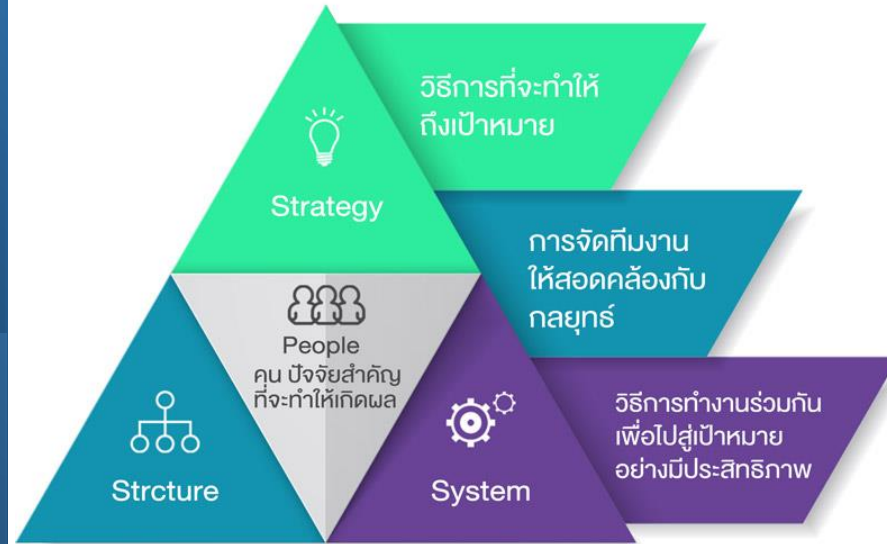 Strategy
วิธีการที่จะทำให้
ถึงเป้าหมาย
การจัดทีมงาน
ให้สอดคล้องกับ
กลยุทธ์
People
คน ปัจจัยสำคัญ
ที่จะทำให้เกิดผล
Strcture
System
วิธีการทำงานร่วมกัน
เพื่อไปสู่เป้าหมาย
อย่างมีประสิทธิภาพ